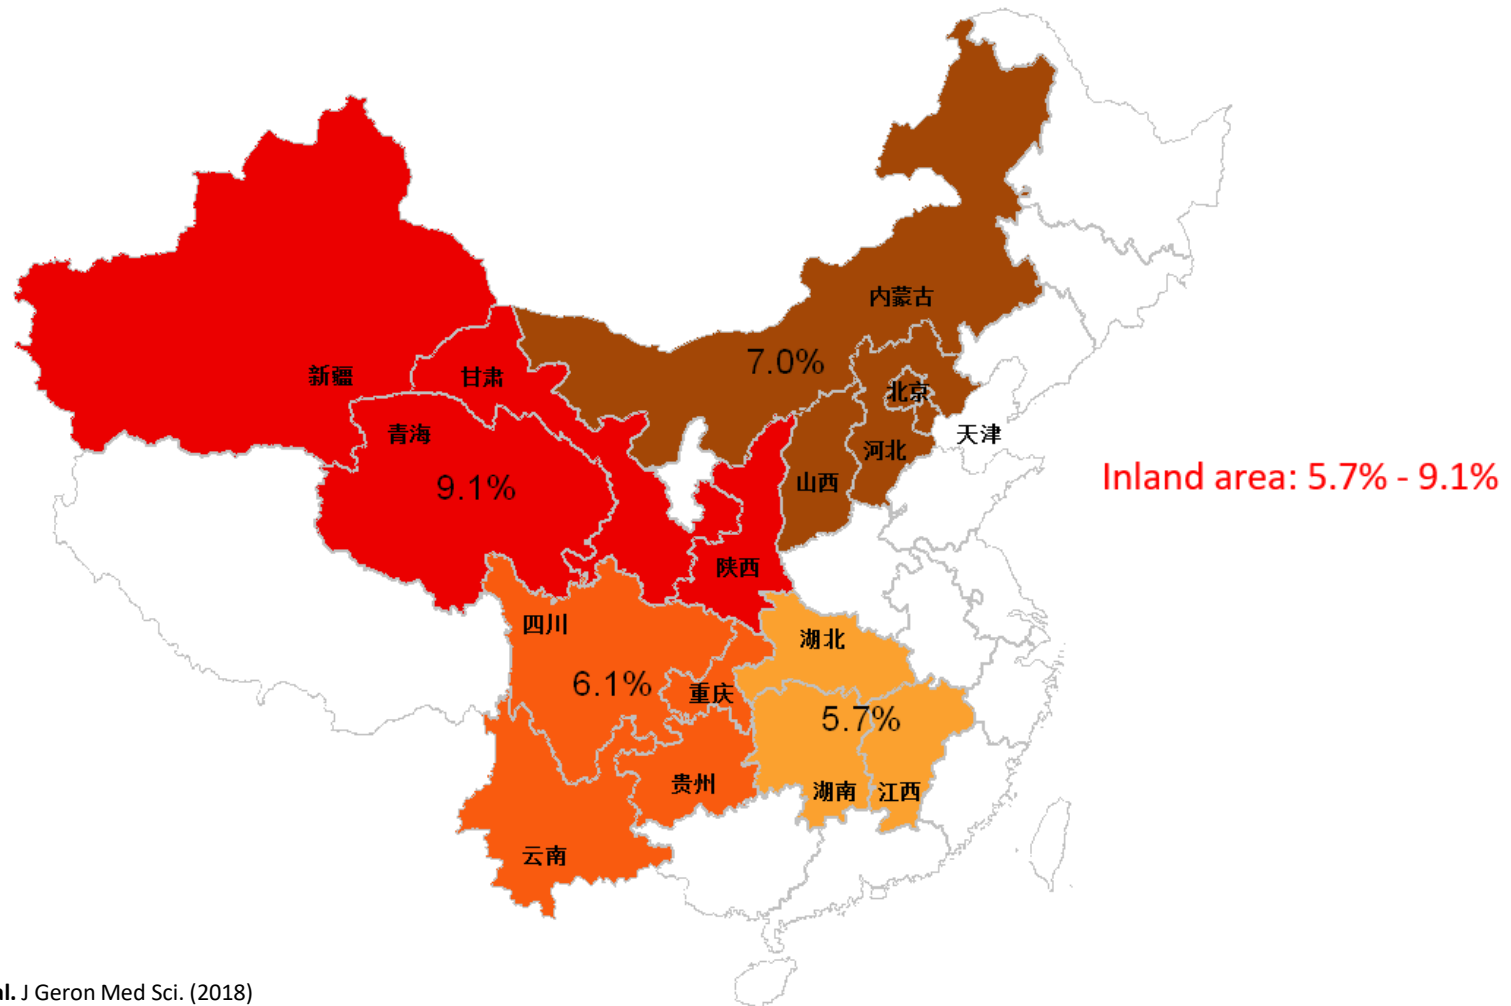 内蒙古
7.0%
新疆
甘肃
北京
青海
天津
河北
9.1%
山西
Inland area: 5.7% - 9.1%
陕西
四川
湖北
6.1%
重庆
5.7%
贵州
湖南
江西
云南
al. J Geron Med Sci. (2018)